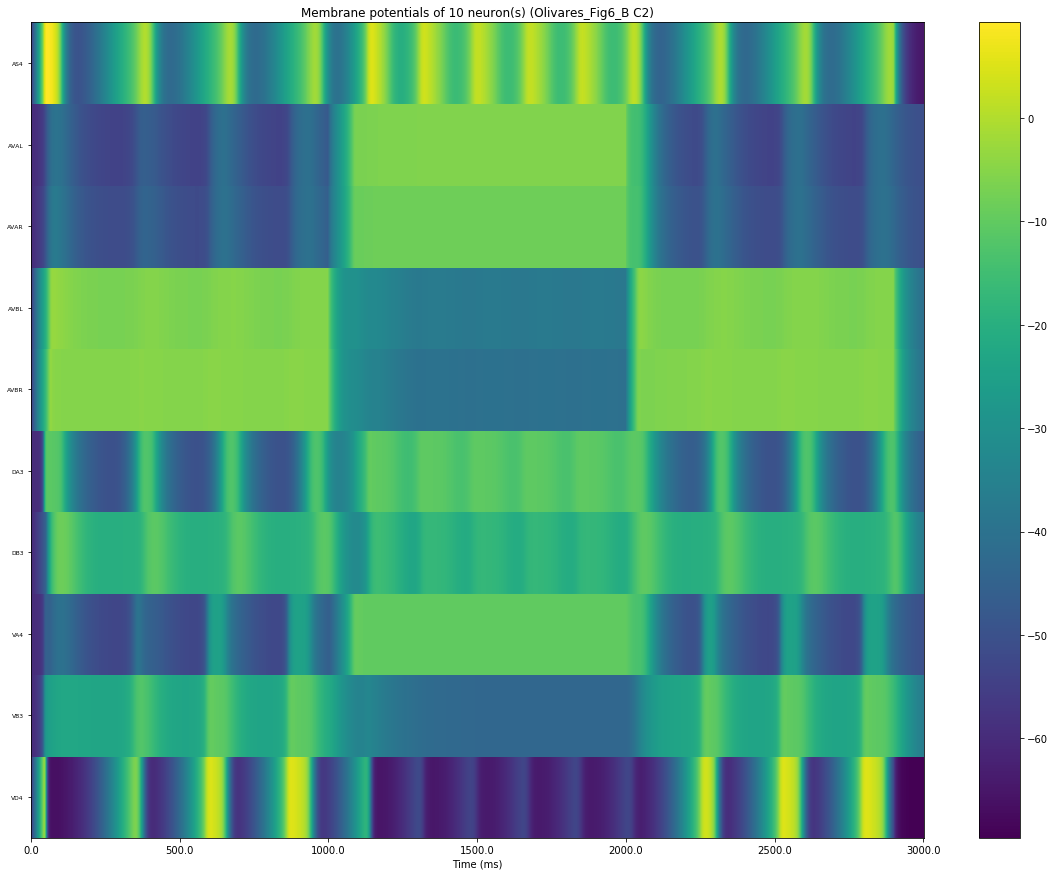 Membrane potentials of 10 neuron(s) (Olivares_Fig6_B C2)
AS4
AVAL
AVAR
AVBL
AVBR
DA3
DB3
VA4
VB3
VD4
0.0 500.0 1000.0 1500.0 2000.0 2500.0 3000.0
Time (ms)
0
−10
−20
−30
−40
−50
−60